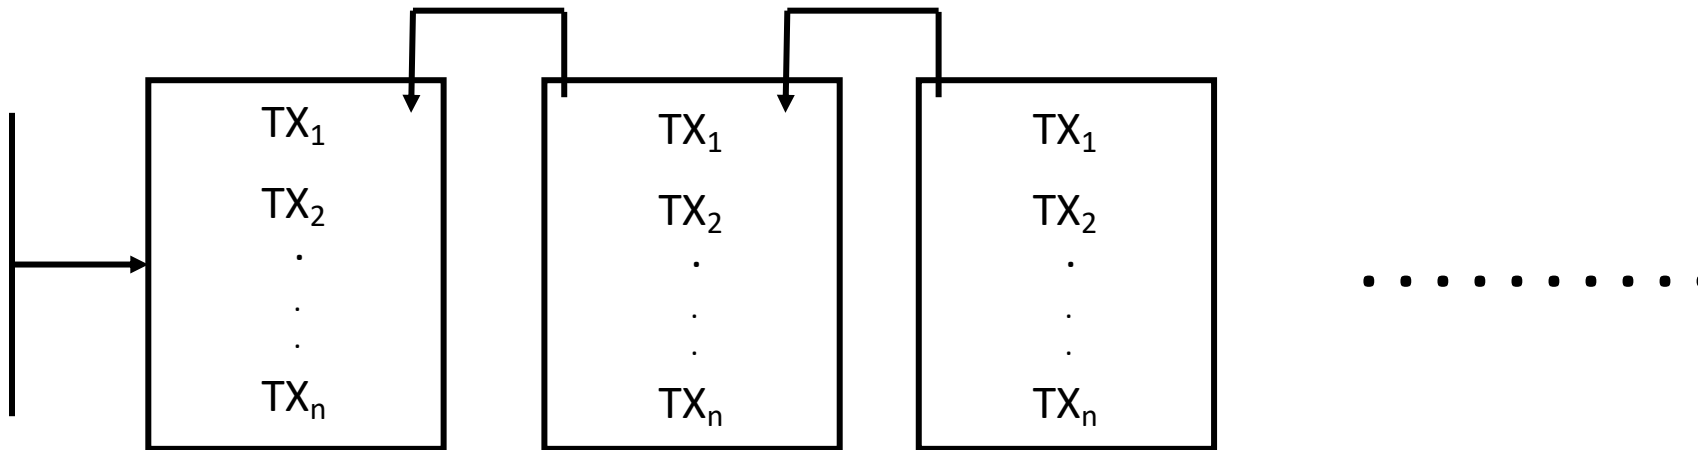 TX₁ TX₁ TX₁
TX₂ TX₂ TX₂
. . .
. . .
. . .
TXₙ TXₙ TXₙ